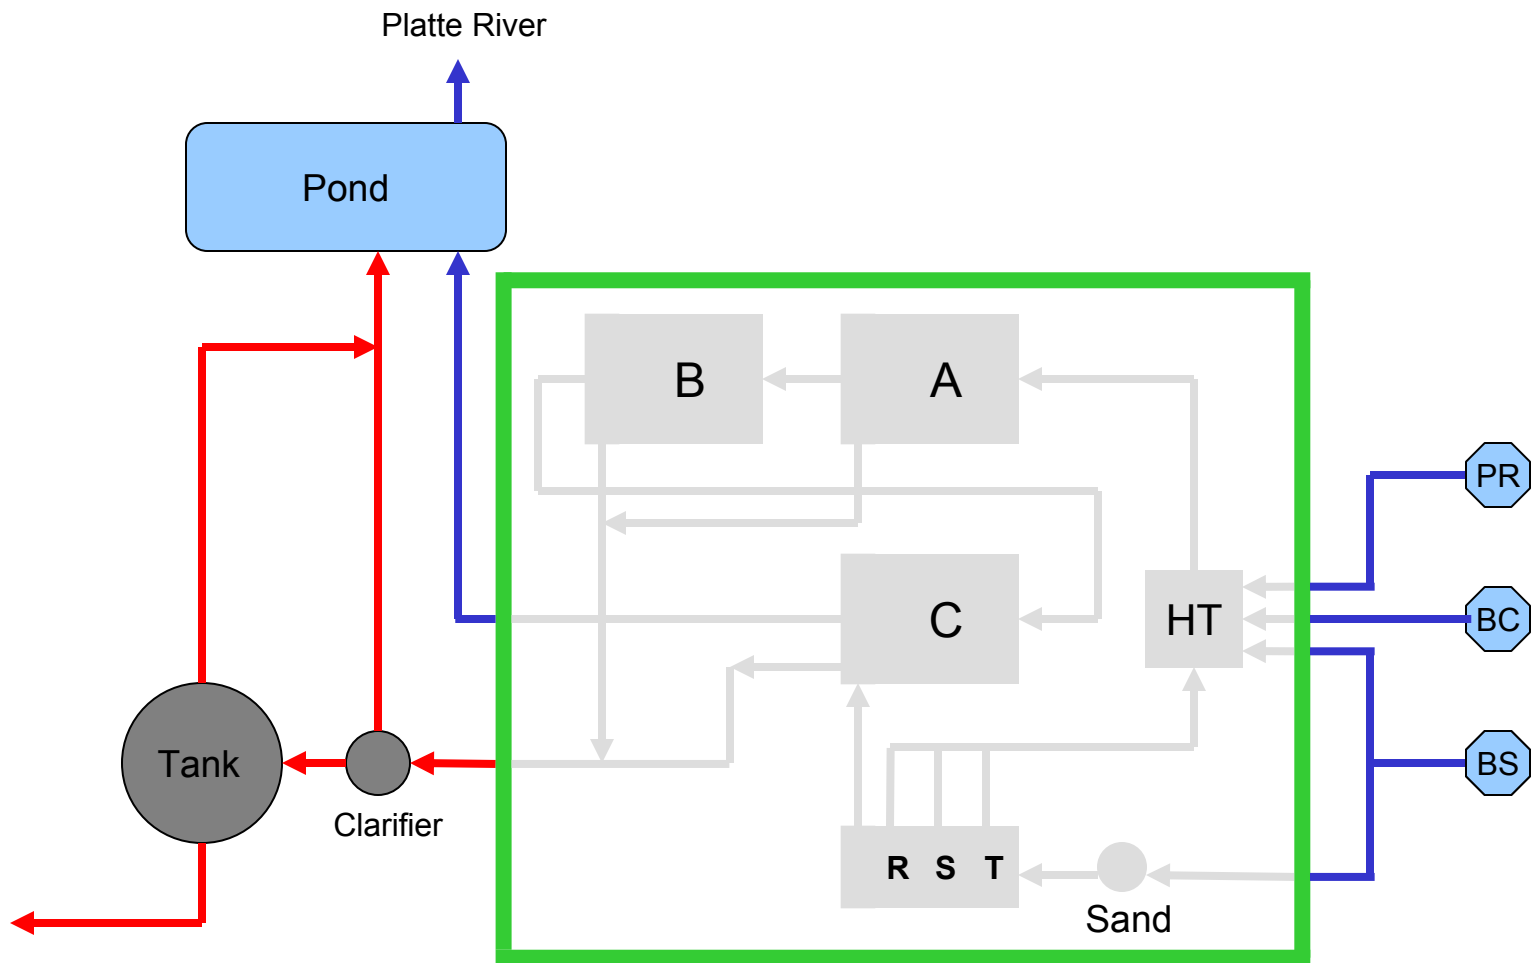 Platte River
Pond
B
A
PR
C
HT
BC
Tank
BS
Clarifier
R S T
Sand